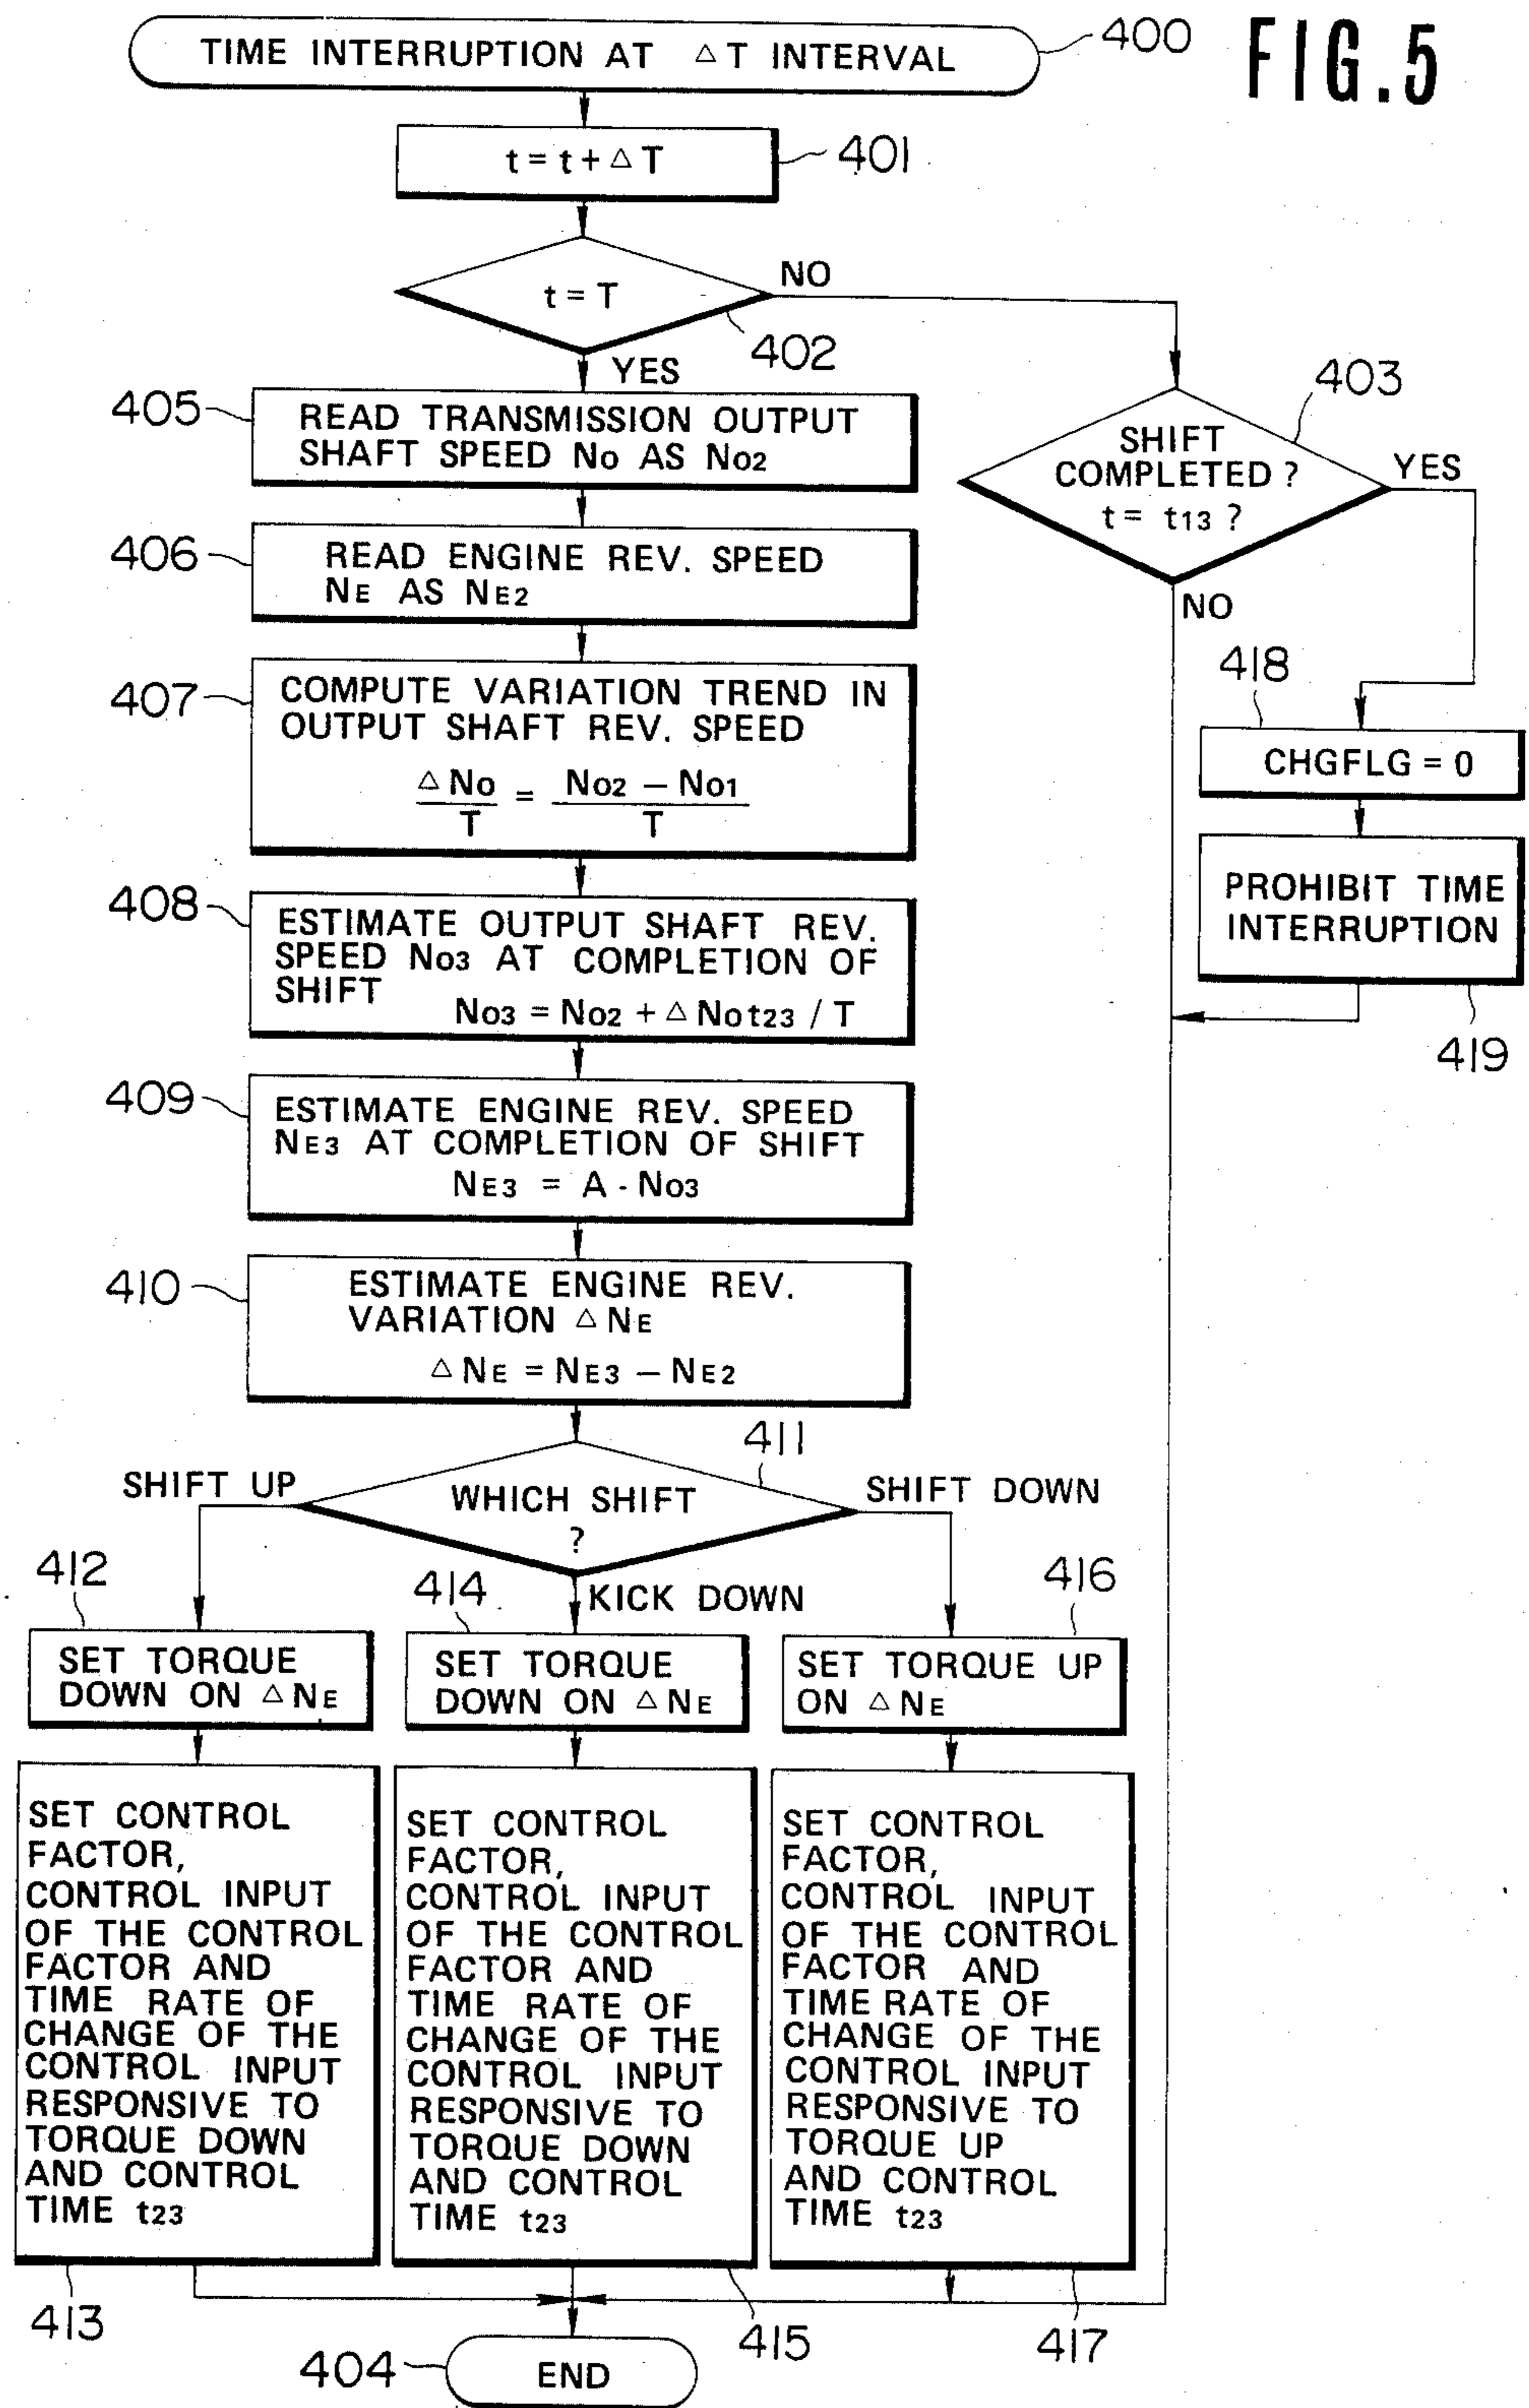 TIME INTERRUPTION AT △T INTERVAL
400
FIG.5
t = t + △T
401
t = T
NO
402
YES
403
405
READ TRANSMISSION OUTPUT
SHAFT SPEED No AS No2
SHIFT
COMPLETED ?
t = t13 ?
YES
NO
406
READ ENGINE REV. SPEED
NE AS NE2
407
COMPUTE VARIATION TREND IN
OUTPUT SHAFT REV. SPEED
△No / T = No2 − No1 / T
418
CHGFLG = 0
PROHIBIT TIME
INTERRUPTION
419
408
ESTIMATE OUTPUT SHAFT REV.
SPEED No3 AT COMPLETION OF
SHIFT
No3 = No2 + △Not23 / T
409
ESTIMATE ENGINE REV. SPEED
NE3 AT COMPLETION OF SHIFT
NE3 = A · No3
410
ESTIMATE ENGINE REV.
VARIATION △NE
△NE = NE3 − NE2
411
SHIFT UP
WHICH SHIFT
?
SHIFT DOWN
KICK DOWN
412
SET TORQUE
DOWN ON △NE
414
SET TORQUE
DOWN ON △NE
416
SET TORQUE UP
ON △NE
SET CONTROL
FACTOR,
CONTROL INPUT
OF THE CONTROL
FACTOR AND
TIME RATE OF
CHANGE OF THE
CONTROL INPUT
RESPONSIVE TO
TORQUE DOWN
AND CONTROL
TIME t23
413
SET CONTROL
FACTOR,
CONTROL INPUT
OF THE CONTROL
FACTOR AND
TIME RATE OF
CHANGE OF THE
CONTROL INPUT
RESPONSIVE TO
TORQUE DOWN
AND CONTROL
TIME t23
415
SET CONTROL
FACTOR,
CONTROL INPUT
OF THE CONTROL
FACTOR AND
TIME RATE OF
CHANGE OF THE
CONTROL INPUT
RESPONSIVE TO
TORQUE UP
AND CONTROL
TIME t23
417
404
END